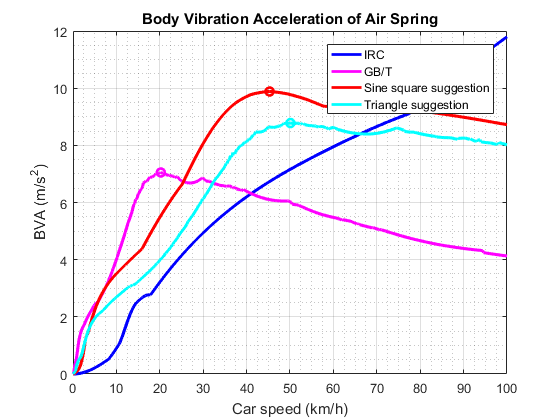 Body Vibration Acceleration of Air Spring
12
10
8
6
4
2
0
BVA (m/s²)
IRC
GB/T
Sine square suggestion
Triangle suggestion
0 10 20 30 40 50 60 70 80 90 100
Car speed (km/h)